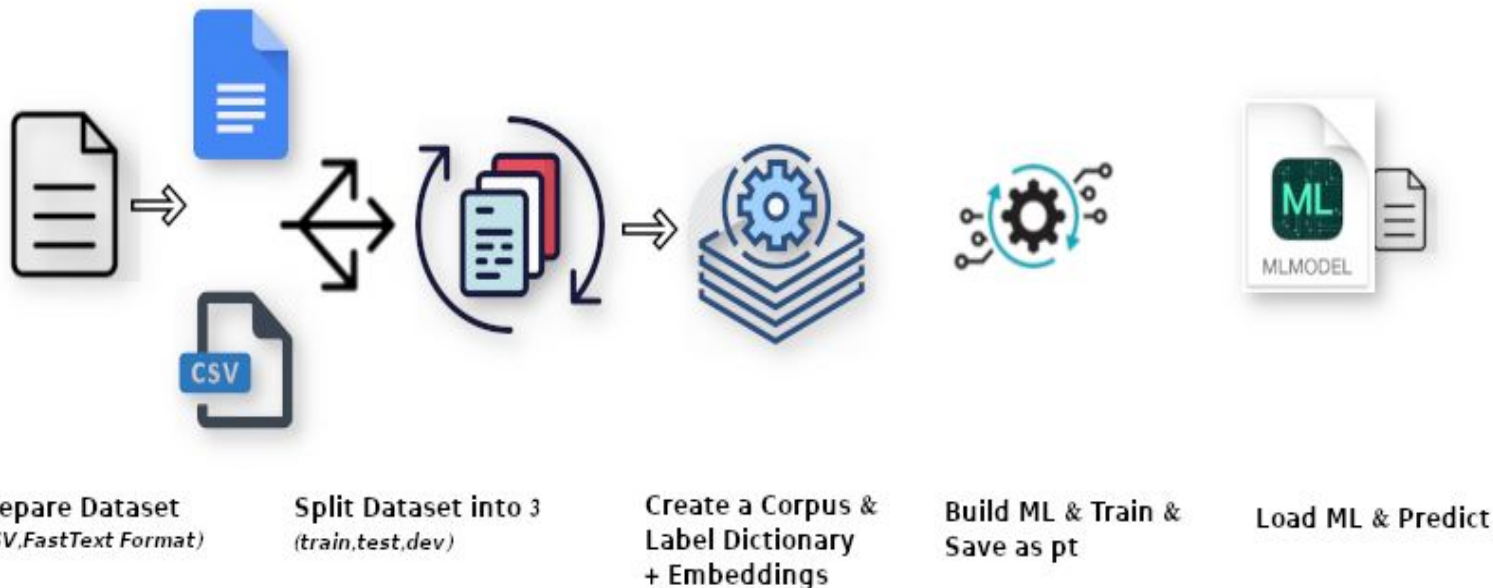 CSV
ML
MLMODEL
epare Dataset
V,FastText Format)
Split Dataset into 3
(train,test,dev)
Create a Corpus &
Label Dictionary
+ Embeddings
Build ML & Train &
Save as pt
Load ML & Predict